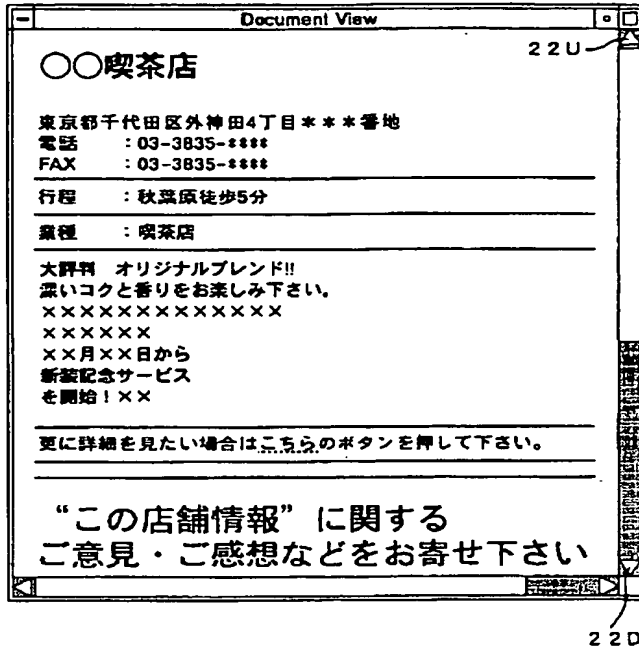 Document View
22U
○○喫茶店
東京都千代田区外神田4丁目＊＊＊番地
電話　：03-3835-****
FAX　：03-3835-****
行程　：秋葉原徒歩5分
業種　：喫茶店
大評判　オリジナルブレンド!!
深いコクと香りをお楽しみ下さい。
×××××××××××××
××××××
××月××日から
新装記念サービス
を開始！××
更に詳細を見たい場合はこちらのボタンを押して下さい。
“この店舗情報”に関する
ご意見・ご感想などをお寄せ下さい
22D